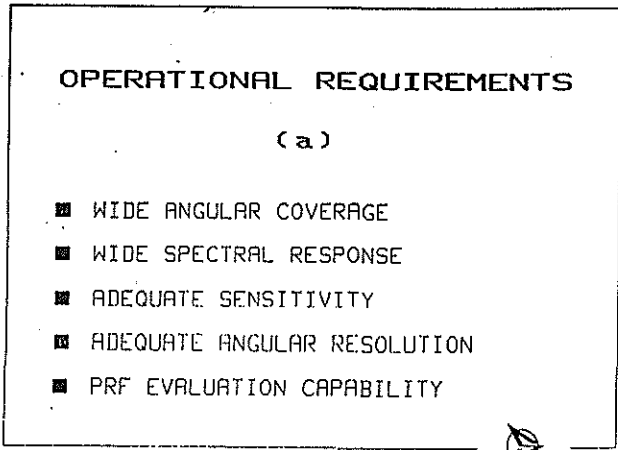 OPERATIONAL REQUIREMENTS
(a)
■ WIDE ANGULAR COVERAGE
■ WIDE SPECTRAL RESPONSE
■ ADEQUATE SENSITIVITY
■ ADEQUATE ANGULAR RESOLUTION
■ PRF EVALUATION CAPABILITY